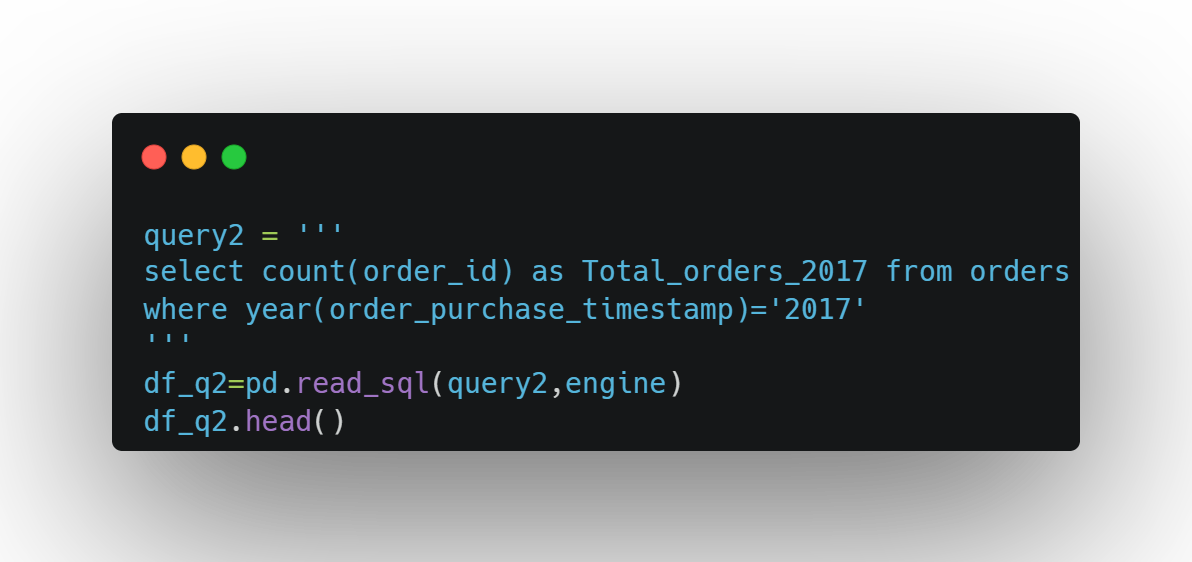 query2 = '''
select count(order_id) as Total_orders_2017 from orders
where year(order_purchase_timestamp)='2017'
'''
df_q2=pd.read_sql(query2,engine)
df_q2.head()